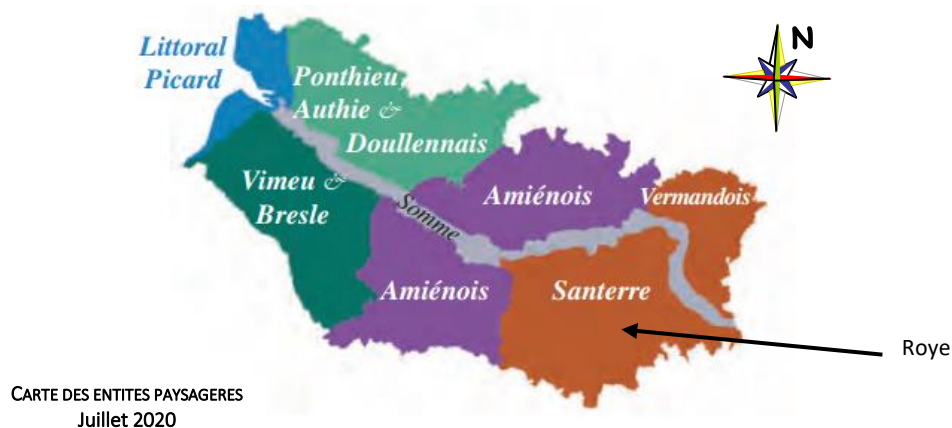 N
Littoral
Picard
Ponthieu,
Authie &
Doullennais
Vimeu &
Bresle
Somme
Amiénois
Vermandois
Amiénois
Santerre
Roye
CARTE DES ENTITES PAYSAGERES
Juillet 2020